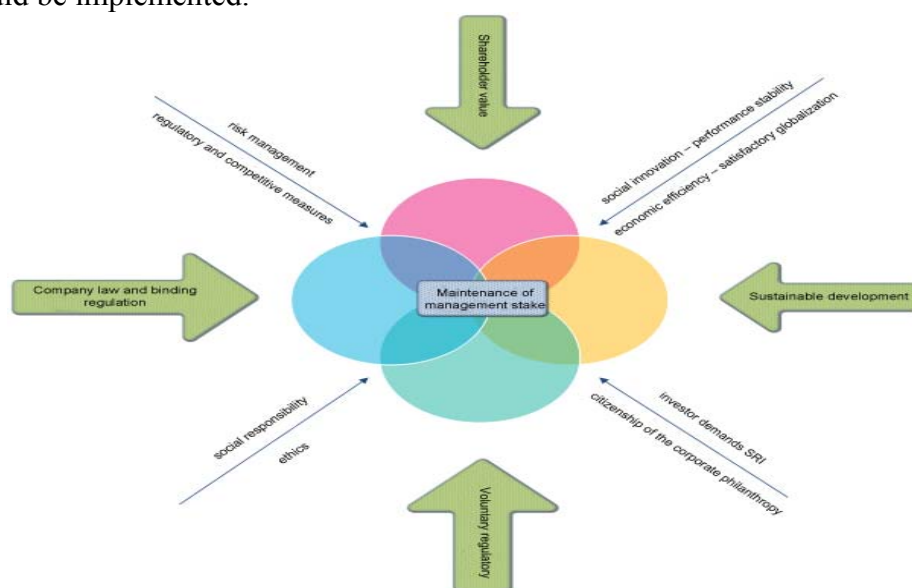 be implemented.
Shareholder value
risk management
regulatory and competitive measures
social innovation – performance stability
economic efficiency – satisfactory globalization
Company law and binding
regulation
Maintenance of
management stake
Sustainable development
social responsibility
ethics
investor demands SRI
citizenship of the corporate philanthropy
Voluntary regulatory